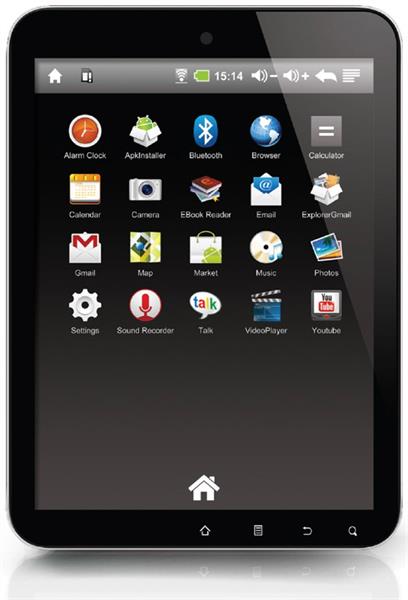 15:14
Alarm Clock ApkInstaller Bluetooth Browser Calculator
Calendar Camera EBook Reader Email ExplorerGmail
Gmail Map Market Music Photos
talk
You
Tube
Settings Sound Recorder Talk VideoPlayer Youtube